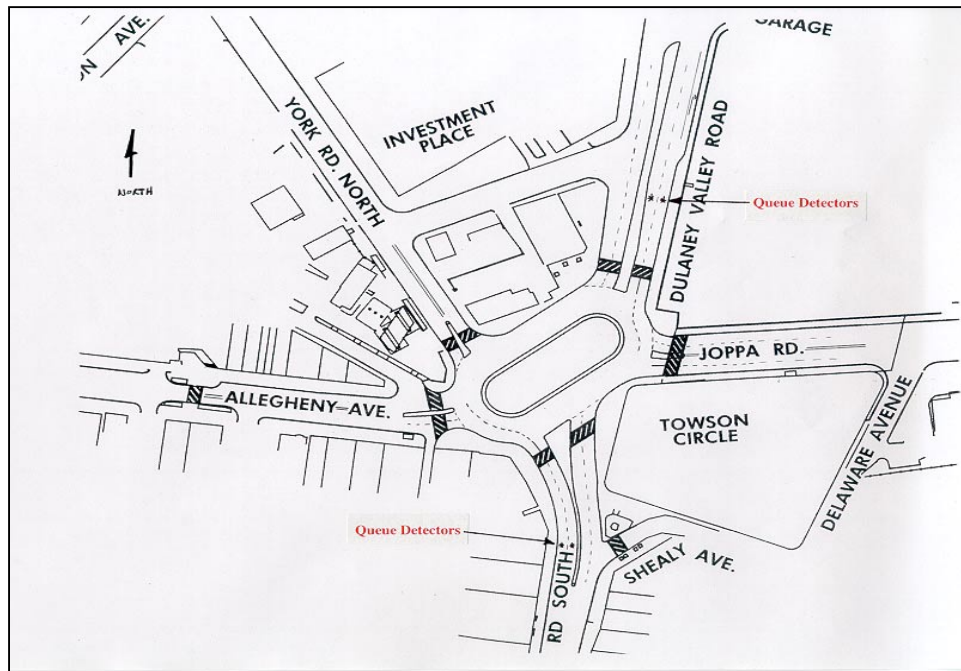 ON AVE.
GARAGE
NORTH
YORK RD. NORTH
INVESTMENT
PLACE
DULANEY VALLEY ROAD
Queue Detectors
JOPPA RD.
ALLEGHENY AVE.
TOWSON
CIRCLE
DELAWARE AVENUE
Queue Detectors
SHEALY AVE.
RD SOUTH